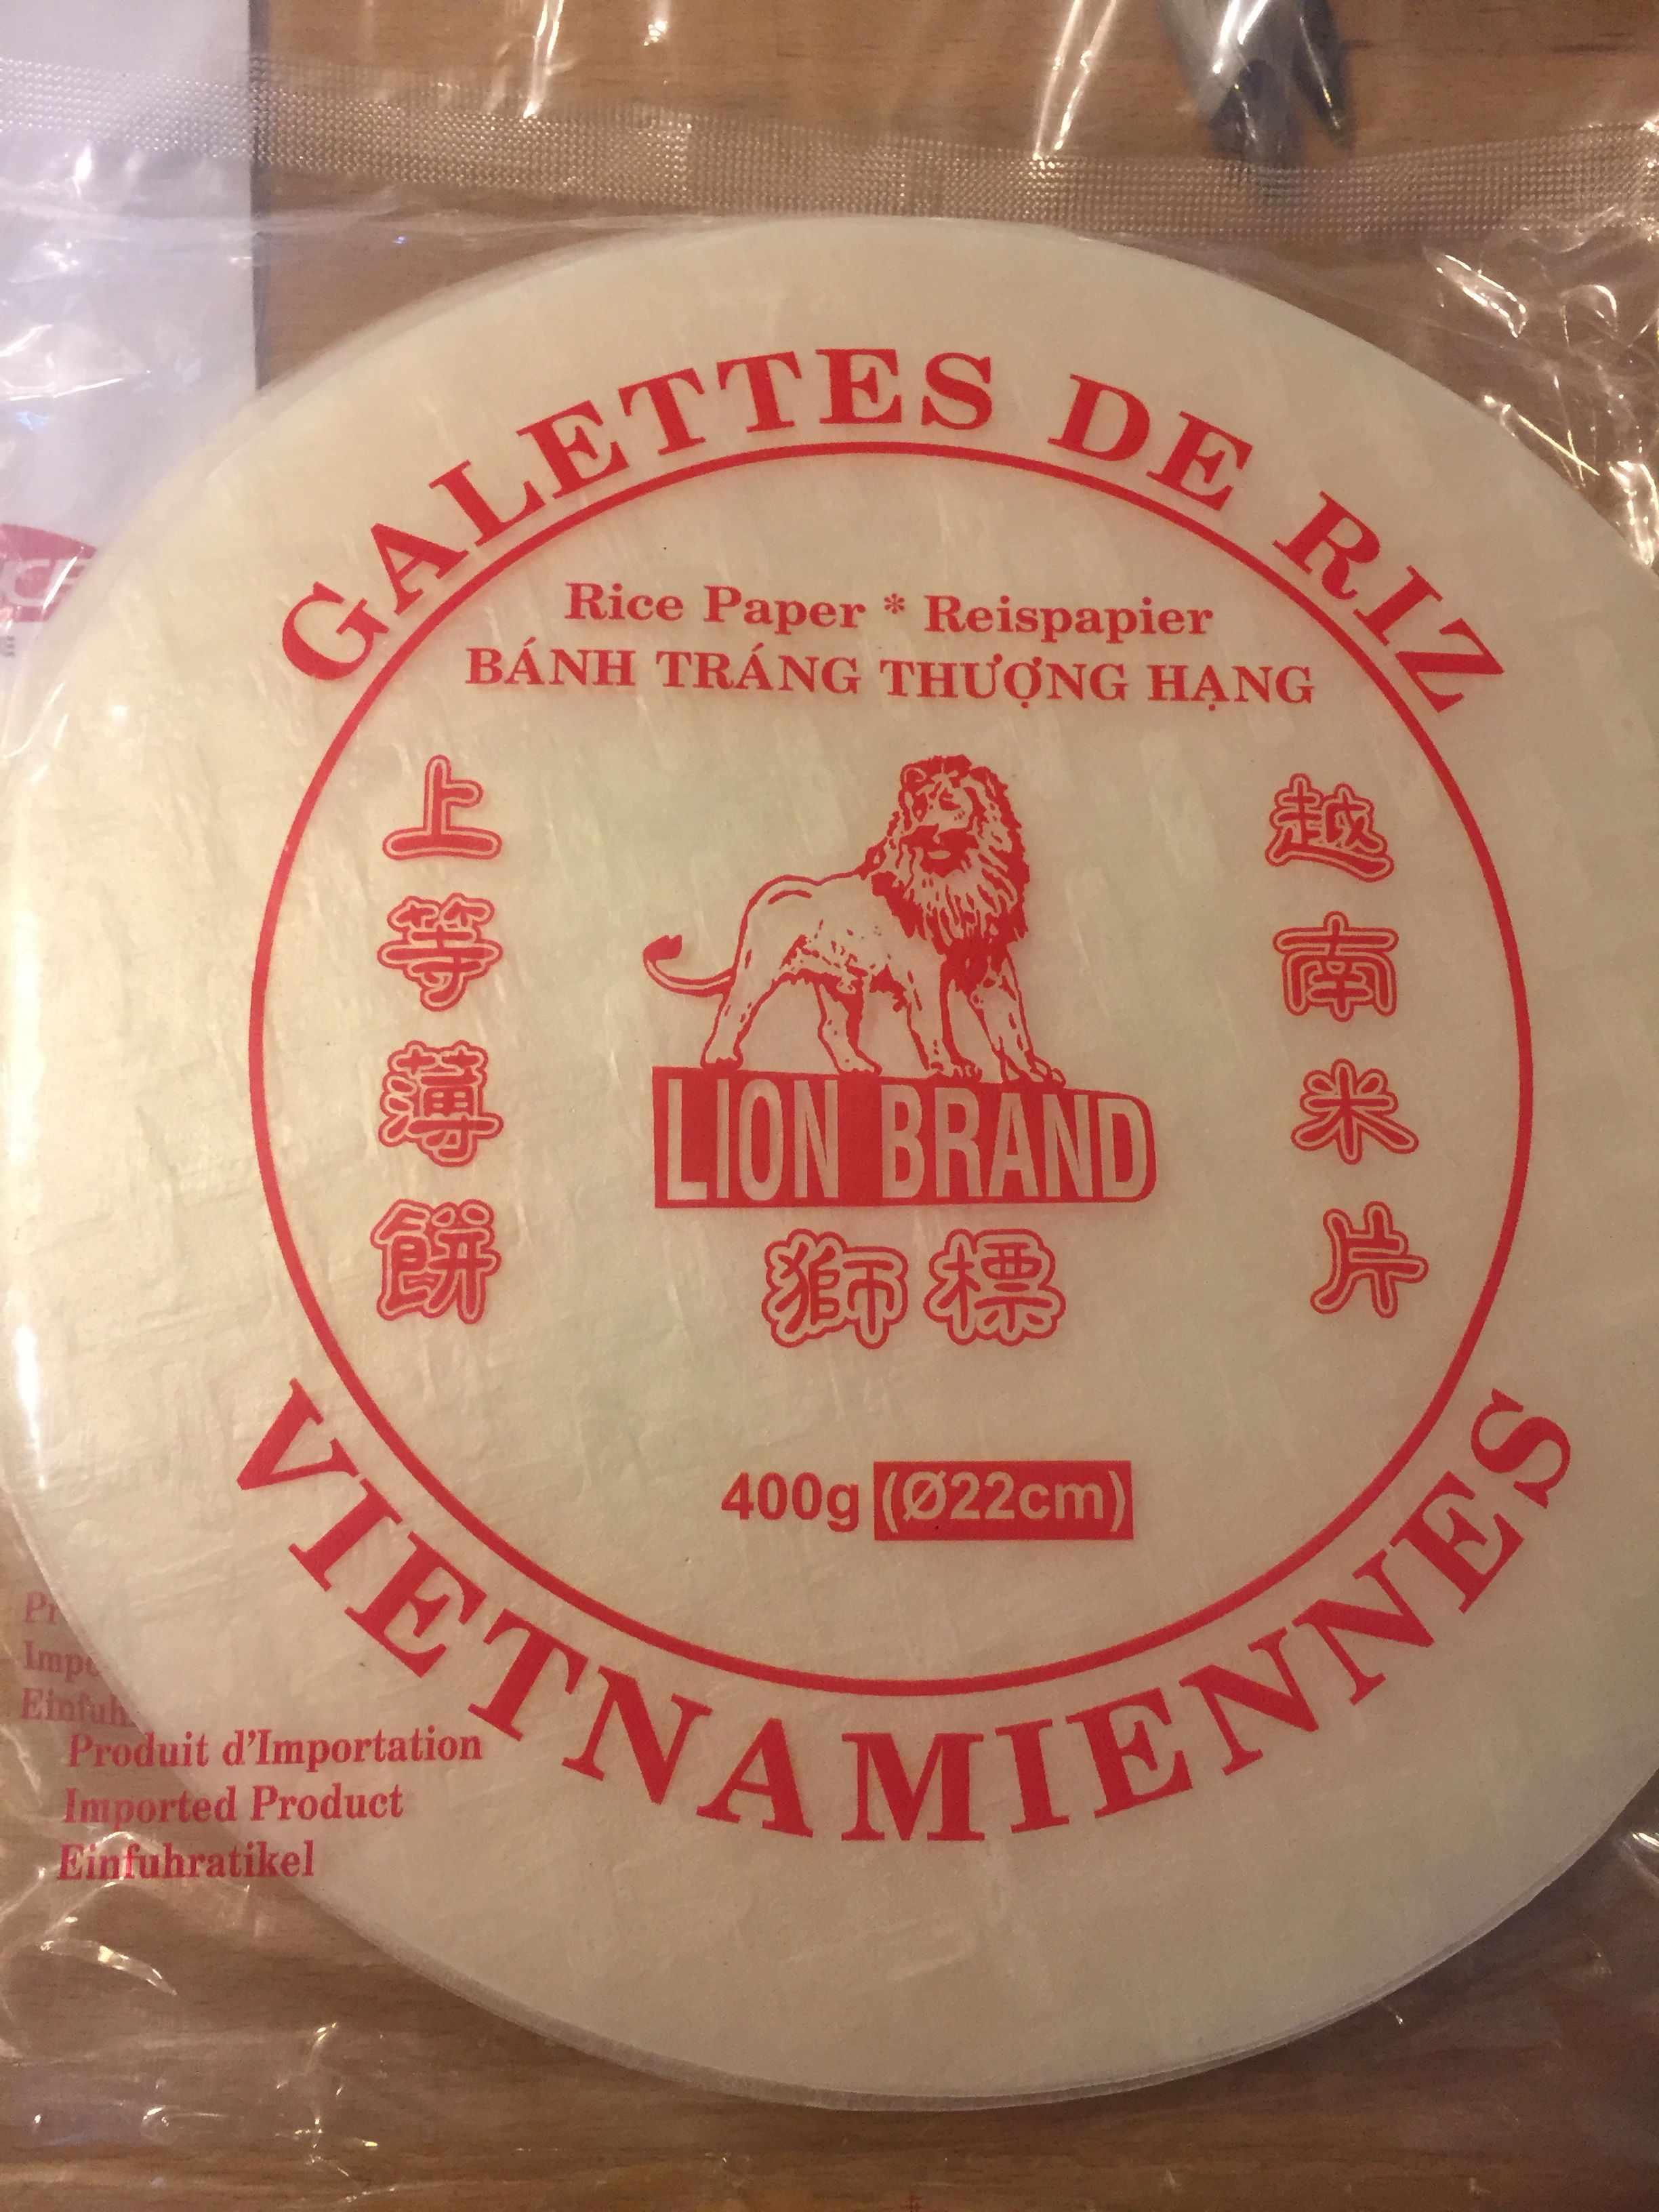 GALETTES DE RIZ
Rice Paper * Reispapier
BÁNH TRÁNG THƯỢNG HẠNG
上等薄餅
越南米片
LION BRAND
獅標
400g (Ø22cm)
VIETNAMIENNES
Produit d'Importation
Imported Product
Einfuhratikel